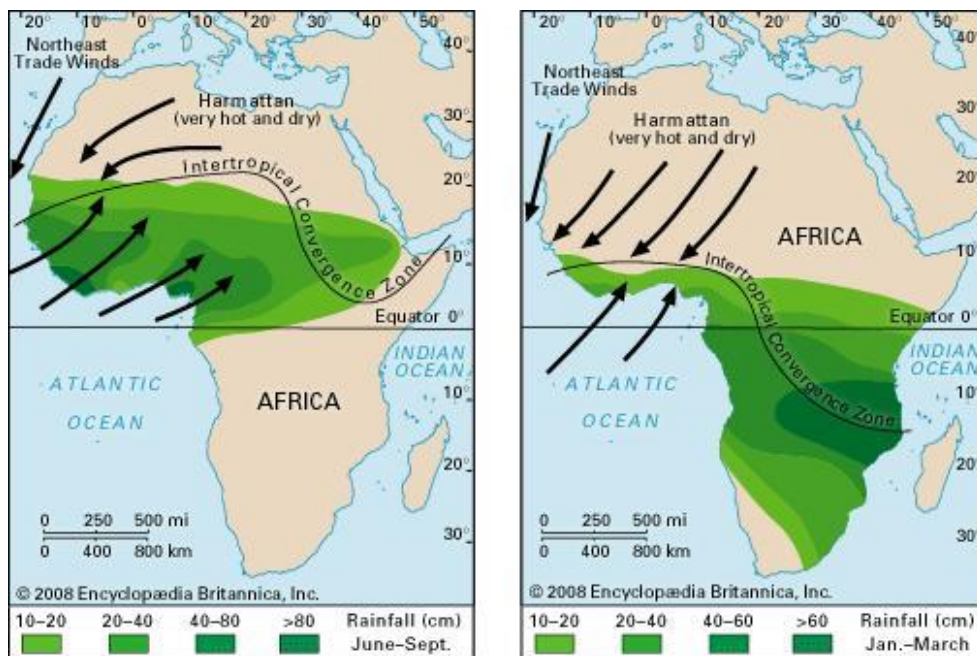 20° 10° 0° 10° 20° 30° 40° 50°
Northeast
Trade Winds
40°
Harmattan
(very hot and dry)
30°
Intertropical Convergence Zone
20°
10°
Equator 0°
INDIAN
OCEAN
ATLANTIC
OCEAN
AFRICA
10°
20°
0 250 500 mi
0 400 800 km
30°
© 2008 Encyclopædia Britannica, Inc.
10–20 20–40 40–80 >80 Rainfall (cm)
June–Sept.
20° 10° 0° 10° 20° 30° 40° 50°
40°
Northeast
Trade Winds
30°
Harmattan
(very hot and dry)
20°
AFRICA
10°
Intertropical Convergence Zone
Equator 0°
INDIAN
OCEAN
ATLANTIC
OCEAN
10°
20°
0 250 500 mi
0 400 800 km
30°
© 2008 Encyclopædia Britannica, Inc.
10–20 20–40 40–60 >60 Rainfall (cm)
Jan.–March